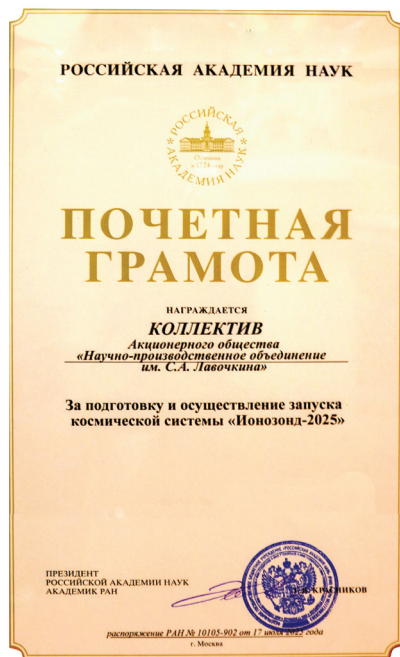 РОССИЙСКАЯ АКАДЕМИЯ НАУК
РОССИЙСКАЯ
АКАДЕМИЯ НАУК
Основана
в 1724 году
ПОЧЕТНАЯ
ГРАМОТА
НАГРАЖДАЕТСЯ
КОЛЛЕКТИВ
Акционерного общества
«Научно-производственное объединение
им. С.А. Лавочкина»
За подготовку и осуществление запуска
космической системы «Ионозонд-2025»
ПРЕЗИДЕНТ
РОССИЙСКОЙ АКАДЕМИИ НАУК
АКАДЕМИК РАН
КРАСНИКОВ
распоряжение РАН № 10105-902 от 17 июля 2025 года
г. Москва